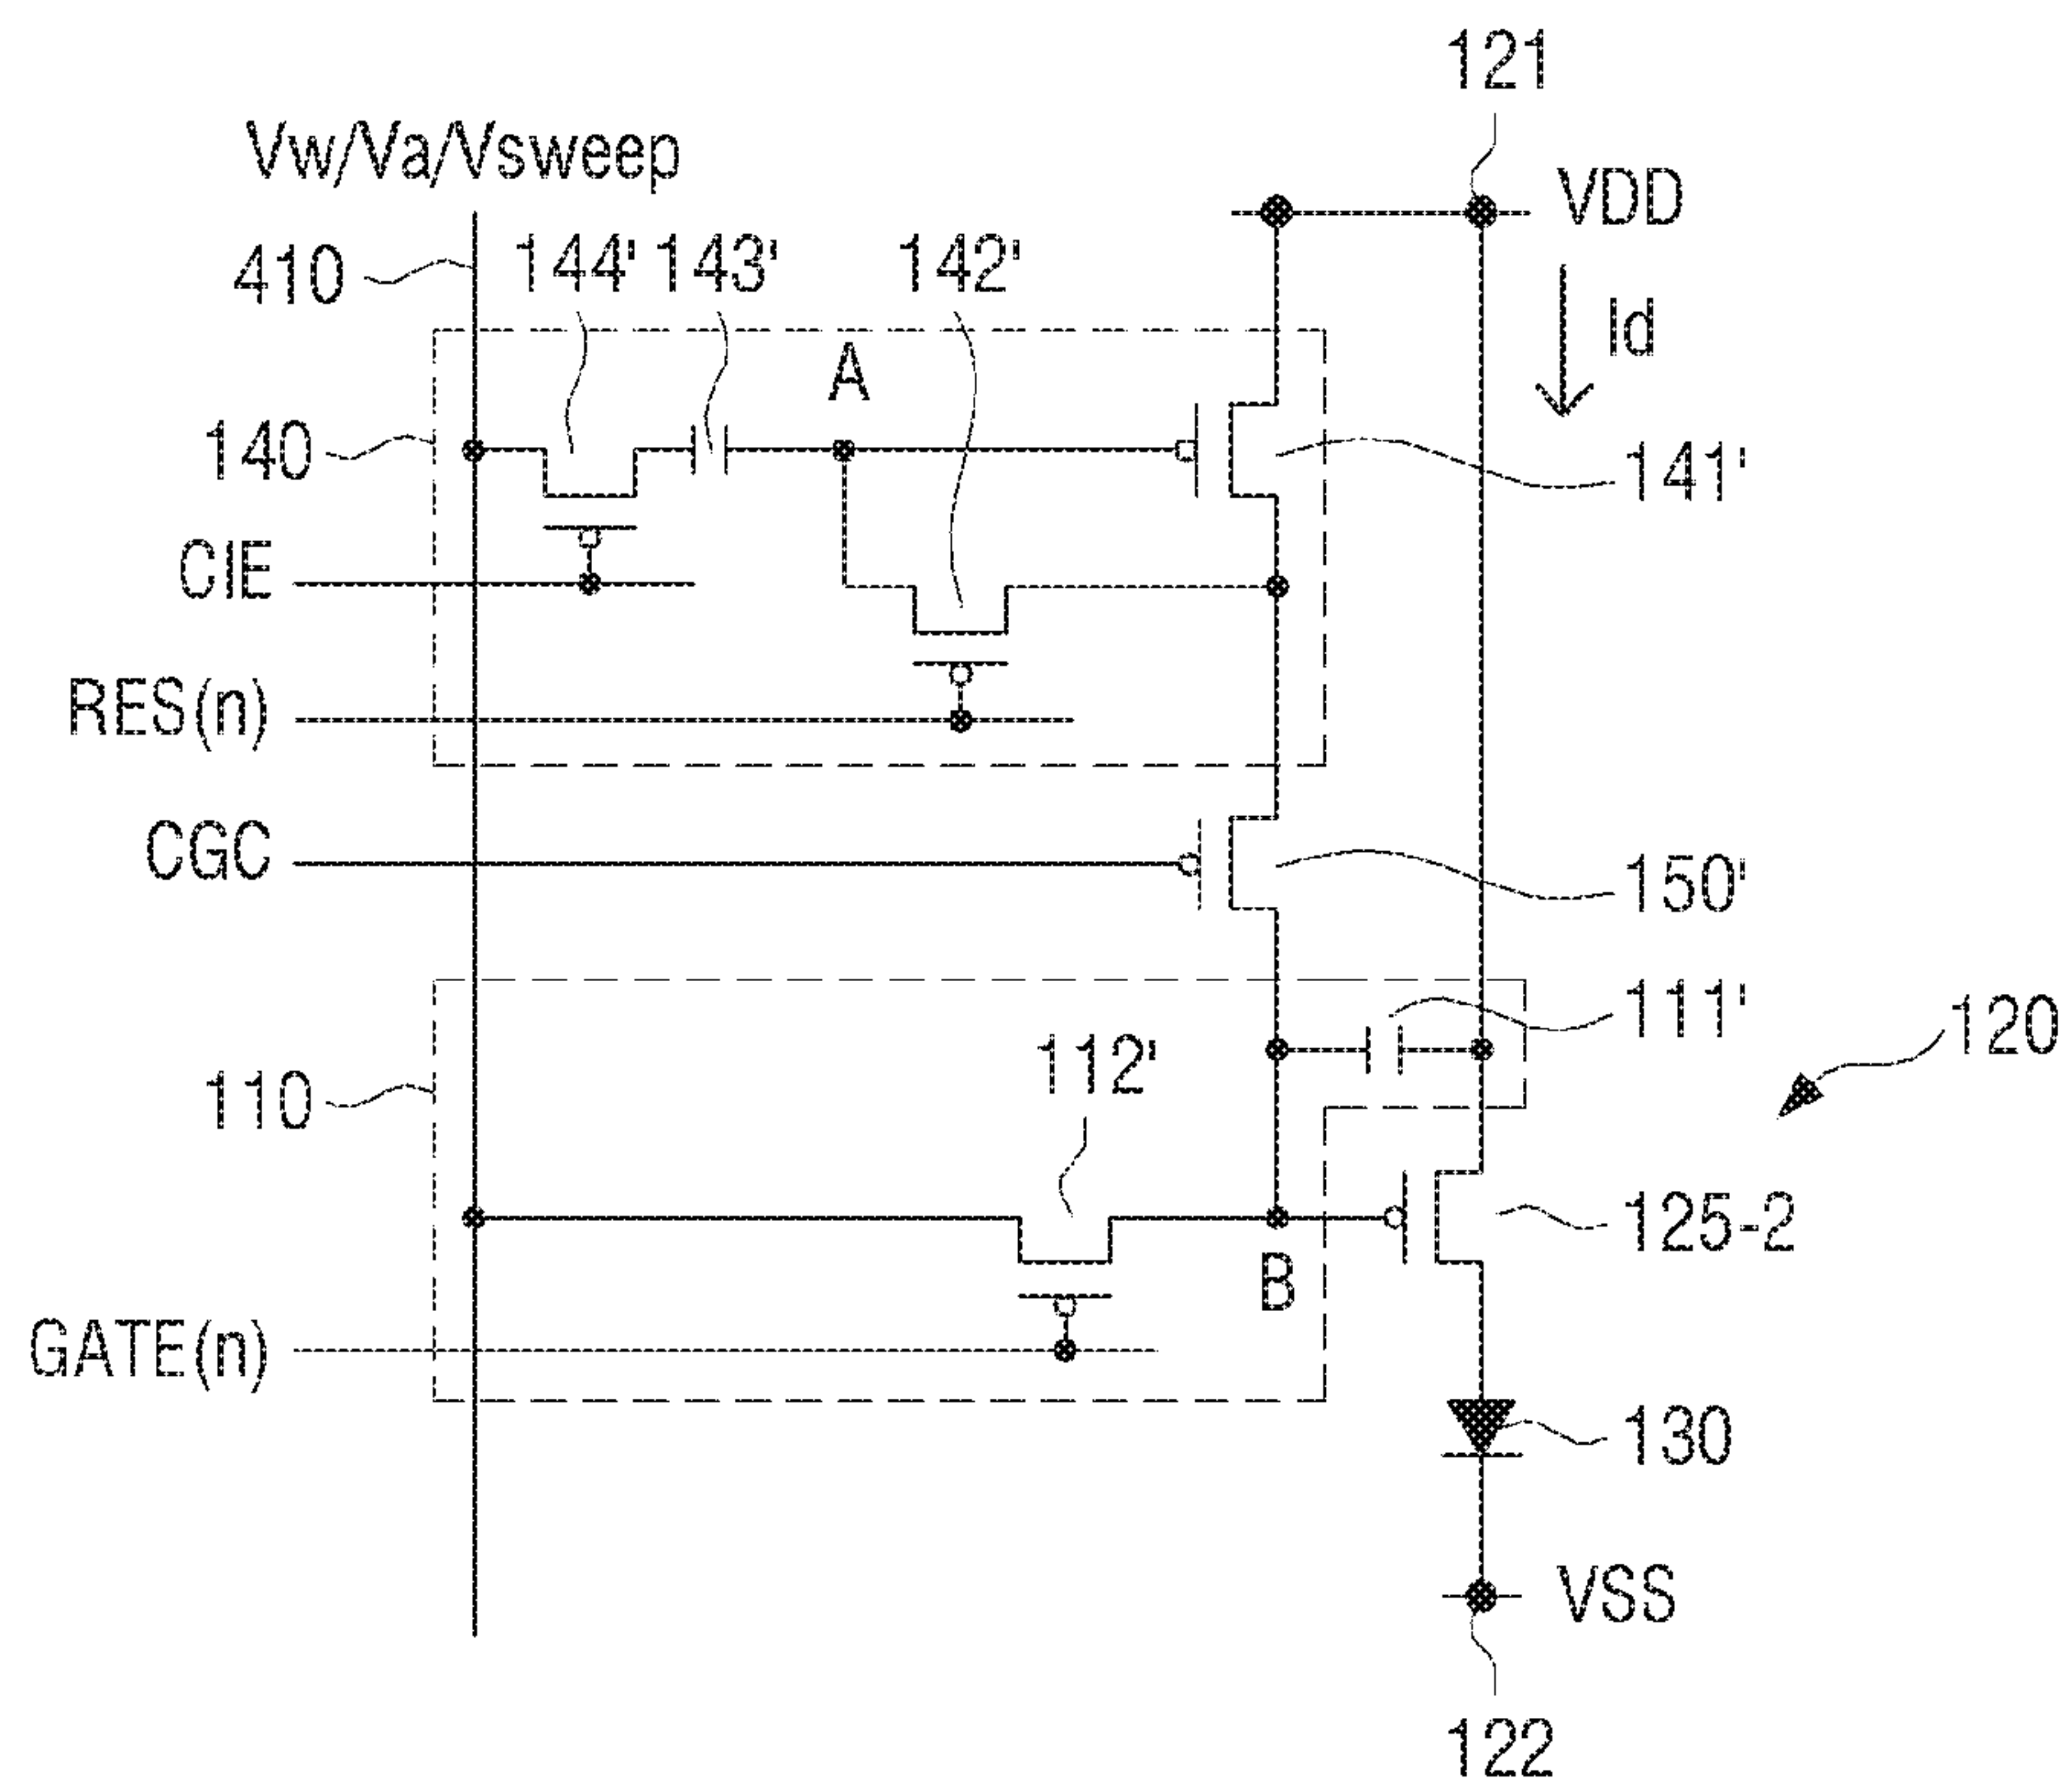 121
Vw/Va/Vsweep
VDD
410
144'
143'
142'
Id
A
140
141'
CIE
RES(n)
CGC
150'
111'
120
112'
110
125-2
B
GATE(n)
130
VSS
122